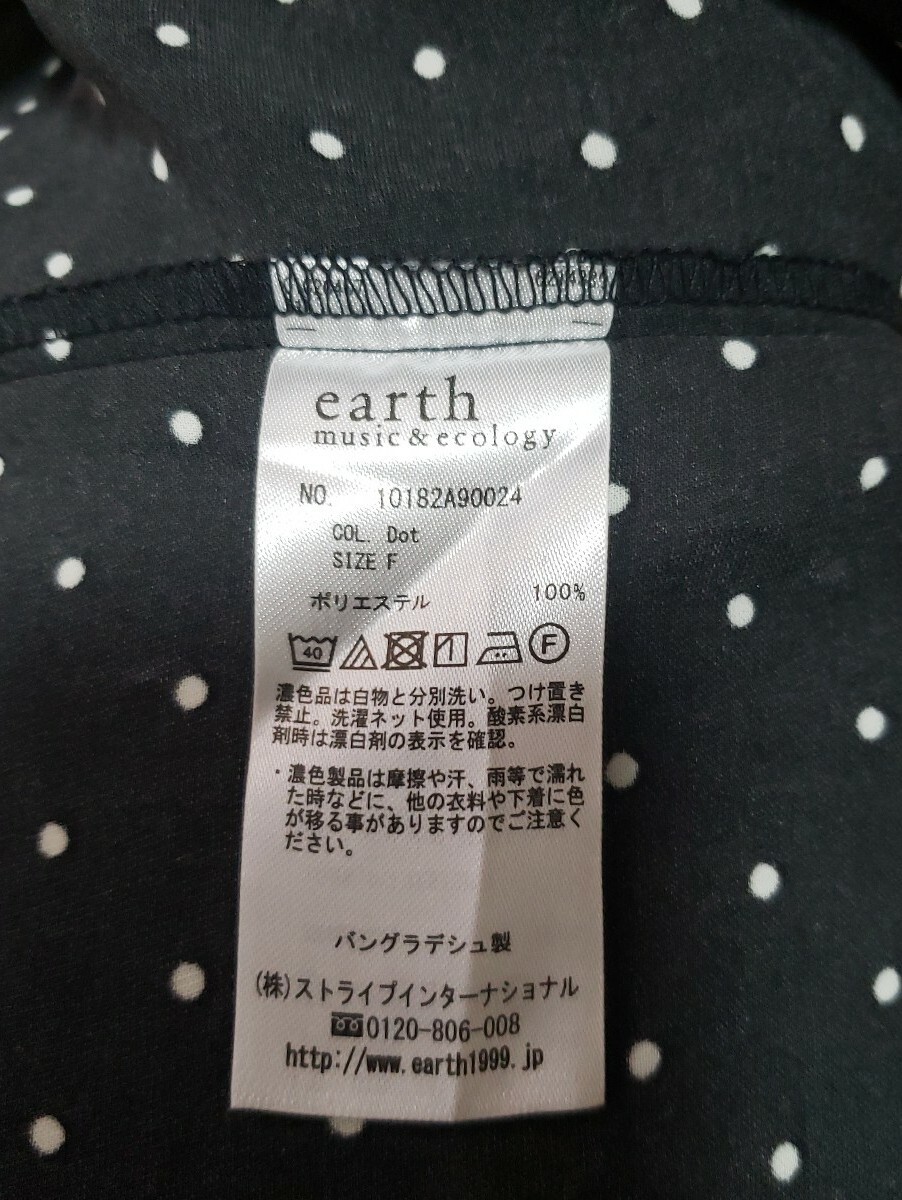 earth
music & ecology
NO. 10182A90024
COL. Dot
SIZE F
ポリエステル 100%
40 F
濃色品は白物と分別洗い。つけ置き
禁止。洗濯ネット使用。酸素系漂白
剤時は漂白剤の表示を確認。
・濃色製品は摩擦や汗、雨等で濡れ
た時などに、他の衣料や下着に色
が移る事がありますのでご注意く
ださい。
バングラデシュ製
(株)ストライプインターナショナル
0120-806-008
http://www.earth1999.jp